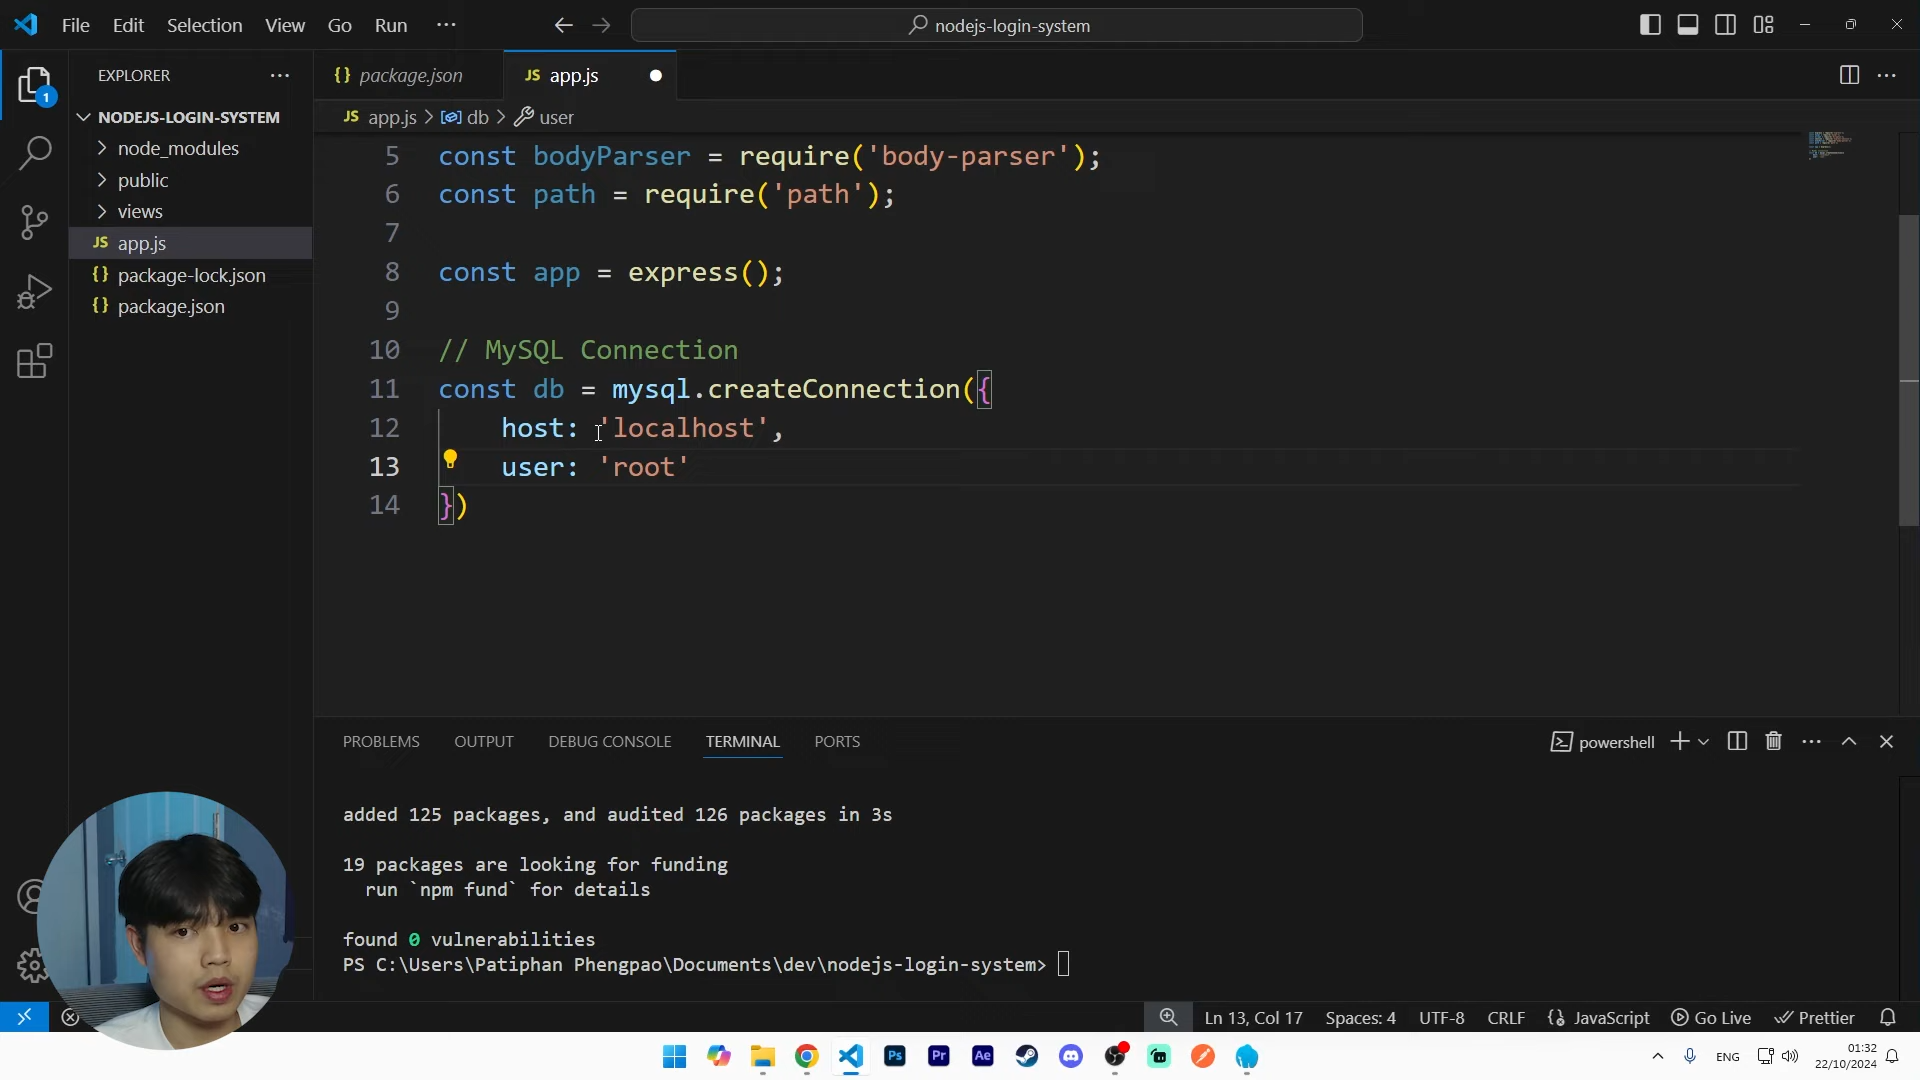 File Edit Selection View Go Run ···
nodejs-login-system
EXPLORER ···
1
NODEJS-LOGIN-SYSTEM
node_modules
public
views
JS app.js
{} package-lock.json
{} package.json
{} package.json
JS app.js
JS app.js > db > user
5 const bodyParser = require('body-parser');
6 const path = require('path');
7
8 const app = express();
9
10 // MySQL Connection
11 const db = mysql.createConnection({
12 host: 'localhost',
13 user: 'root'
14 })
PROBLEMS OUTPUT DEBUG CONSOLE TERMINAL PORTS
powershell
added 125 packages, and audited 126 packages in 3s
19 packages are looking for funding
run `npm fund` for details
found 0 vulnerabilities
PS C:\Users\Patiphan Phengpao\Documents\dev\nodejs-login-system>
Ln 13, Col 17 Spaces: 4 UTF-8 CRLF {} JavaScript Go Live Prettier
Ps Pr Ae
ENG
01:32
22/10/2024